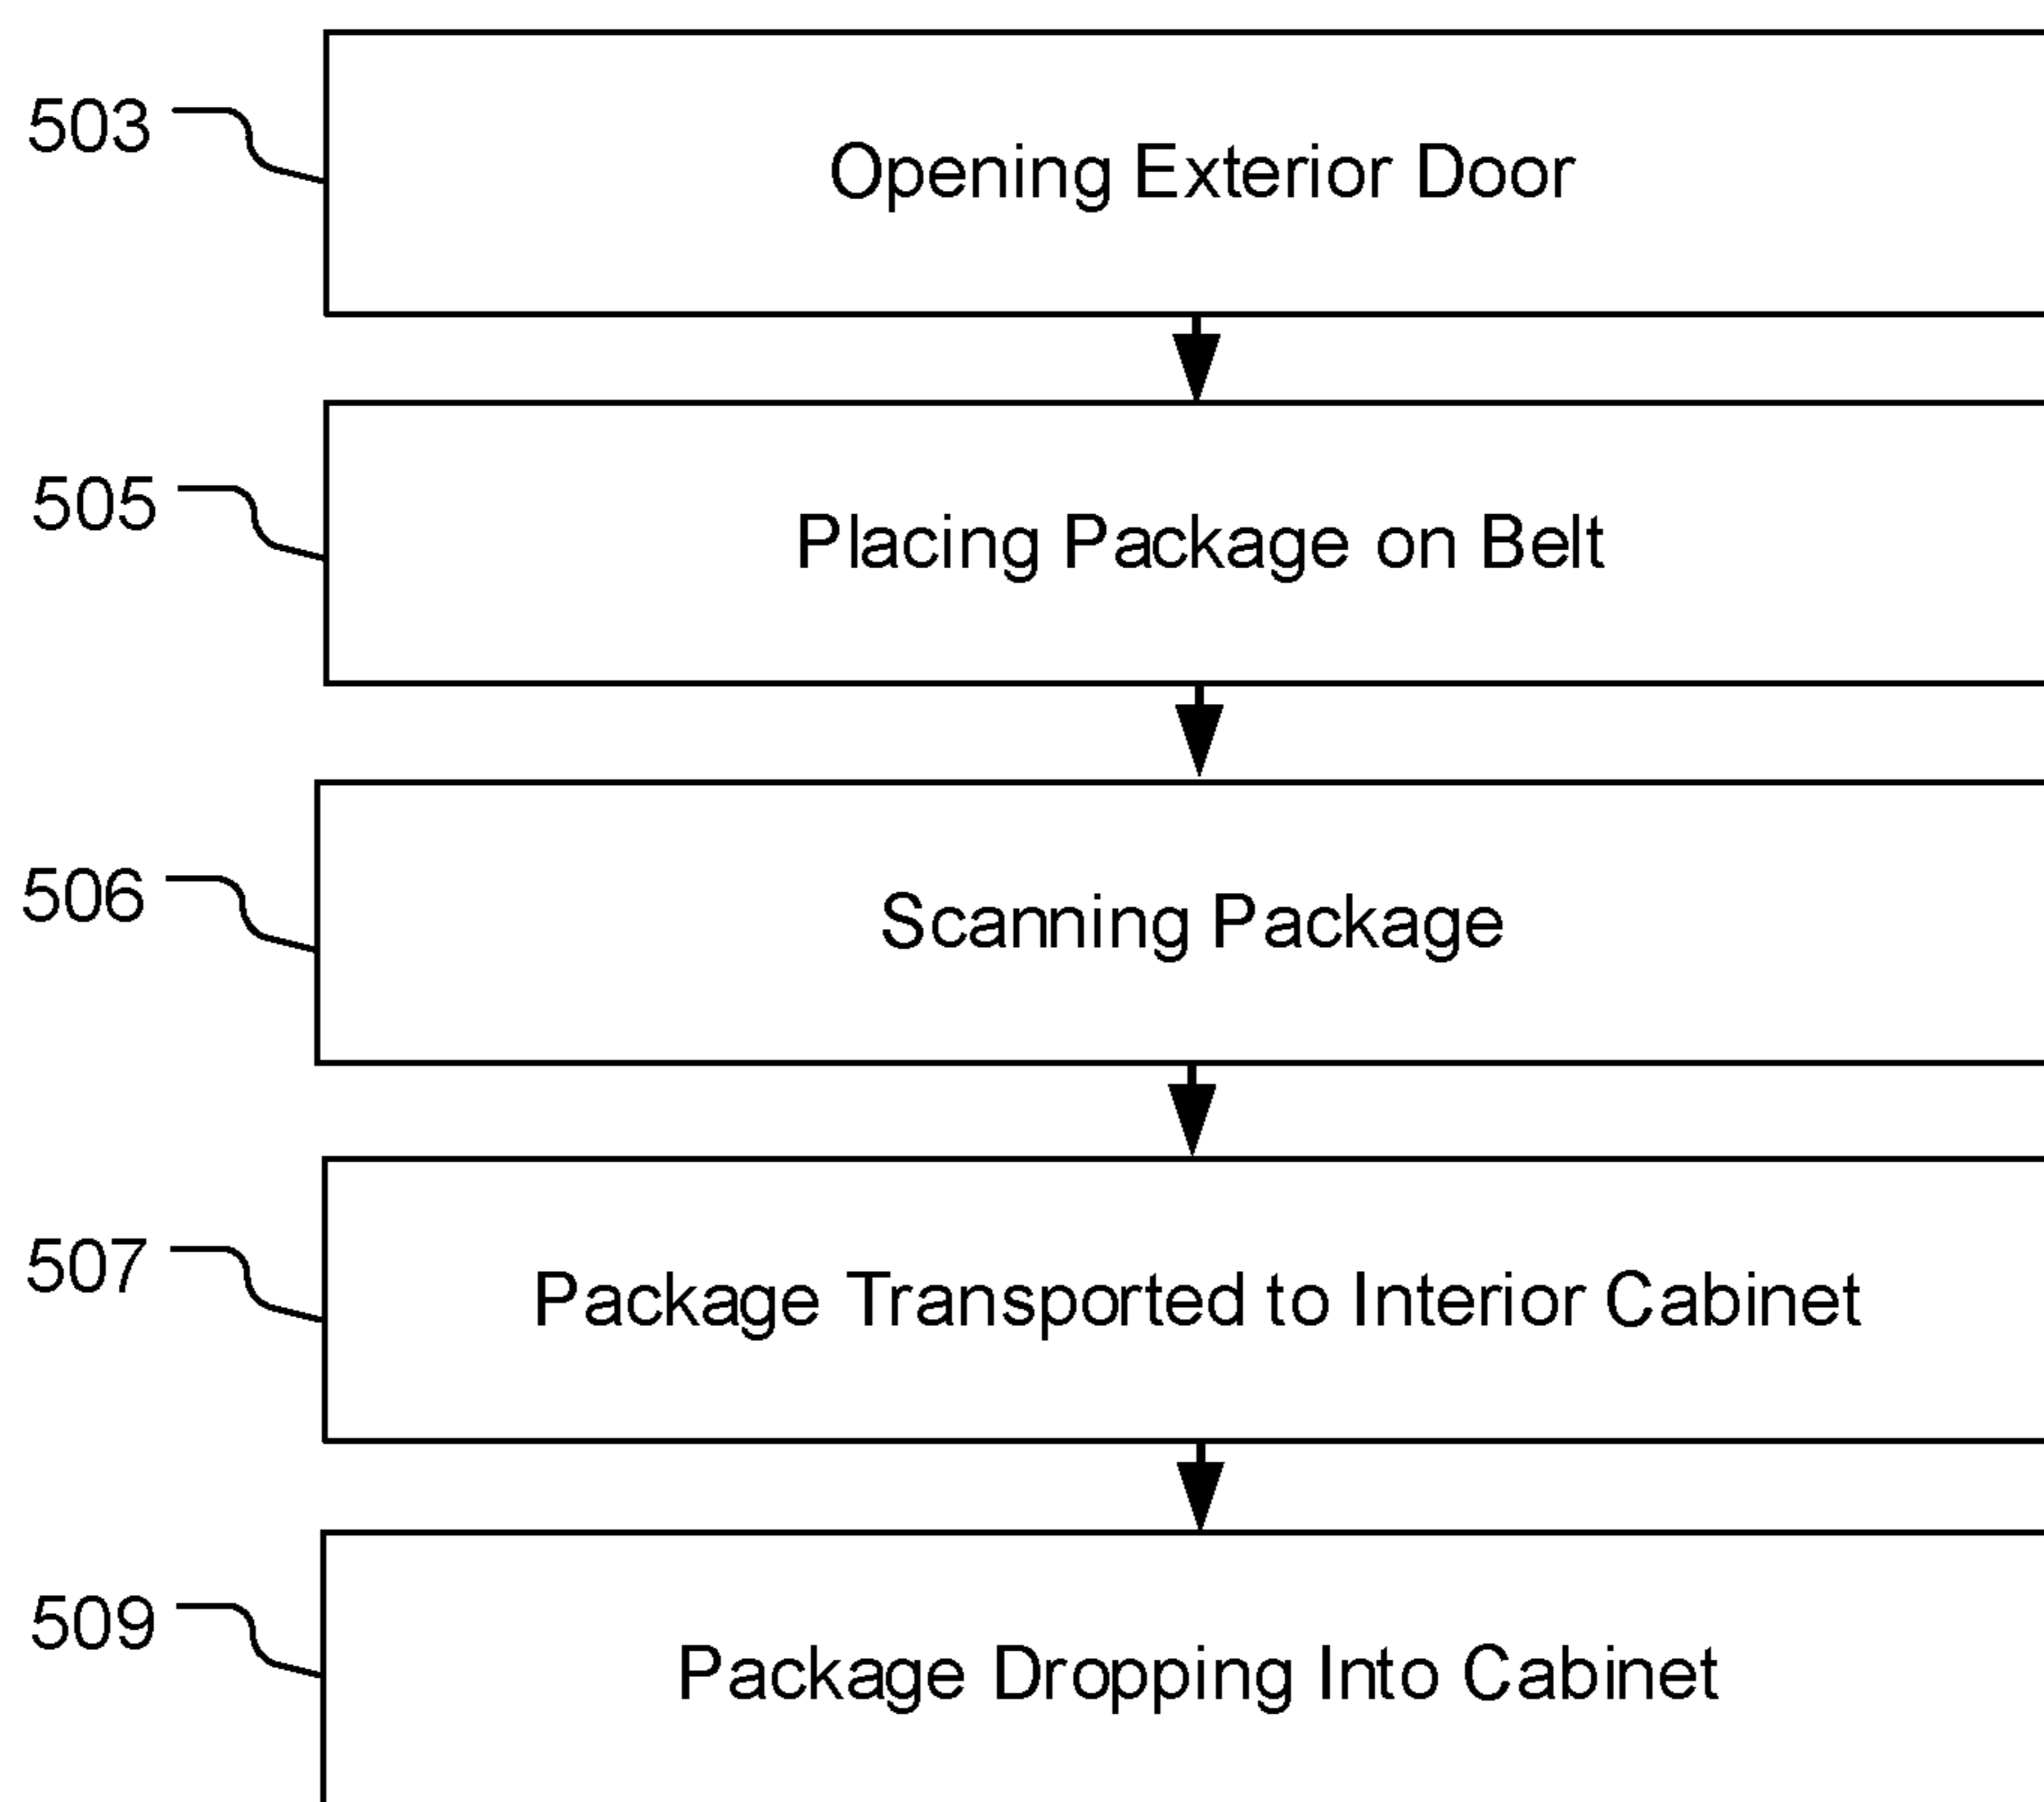 503
Opening Exterior Door
505
Placing Package on Belt
506
Scanning Package
507
Package Transported to Interior Cabinet
509
Package Dropping Into Cabinet